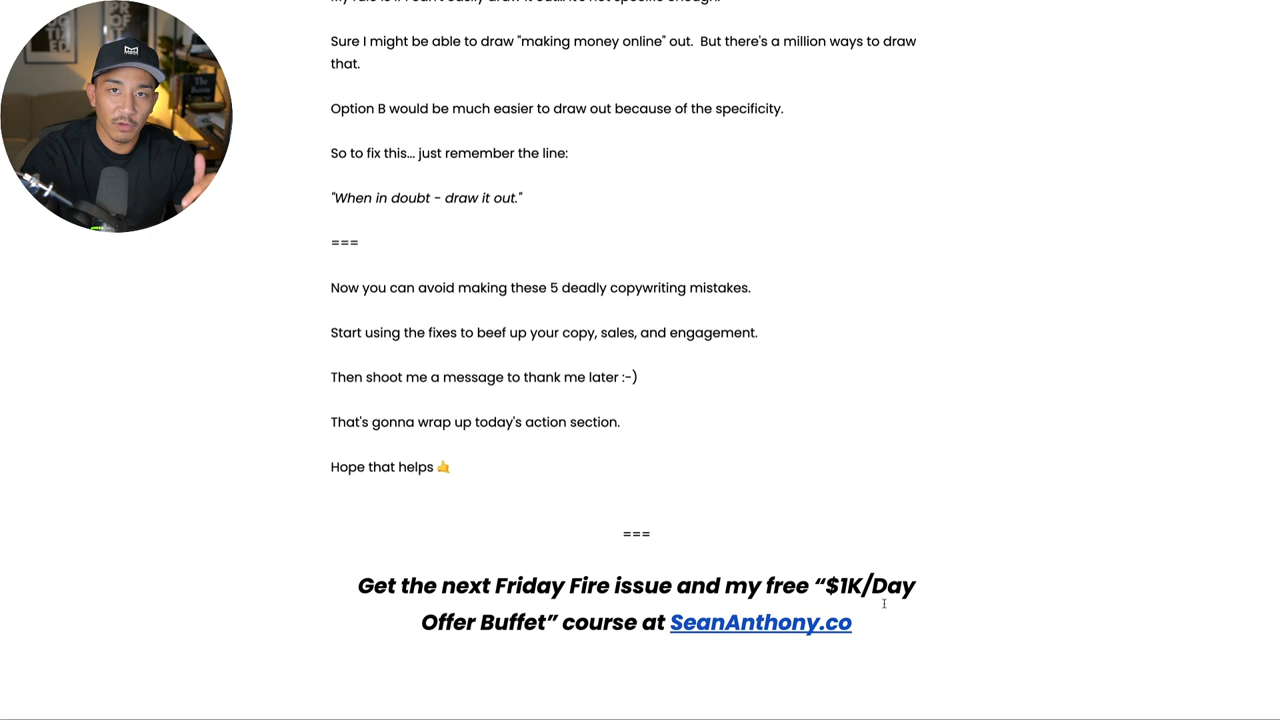 Sure I might be able to draw "making money online" out.  But there's a million ways to draw
that.
Option B would be much easier to draw out because of the specificity.
So to fix this... just remember the line:
"When in doubt - draw it out."
===
Now you can avoid making these 5 deadly copywriting mistakes.
Start using the fixes to beef up your copy, sales, and engagement.
Then shoot me a message to thank me later :-)
That's gonna wrap up today's action section.
Hope that helps 🤙
===
Get the next Friday Fire issue and my free “$1K/Day
Offer Buffet” course at SeanAnthony.co